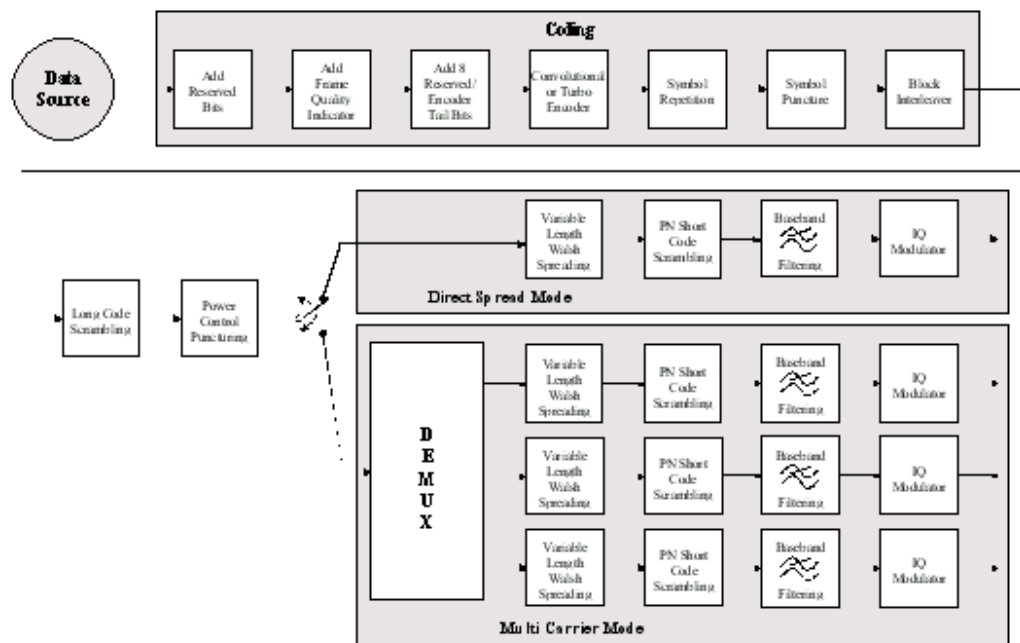 Coding
Data
Source
Add
Reserved
Bits
Add
Frame
Quality
Indicator
Add 8
Reserved/
Encoder
Tail Bits
Convolutional
or Turbo
Encoder
Symbol
Repetition
Symbol
Puncture
Block
Interleaver
Long Code
Scrambling
Power
Control
Puncturing
Variable
Length
Walsh
Spreading
PN Short
Code
Scrambling
Baseband
Filtering
IQ
Modulator
Direct Spread Mode
DEMUX
Variable
Length
Walsh
Spreading
PN Short
Code
Scrambling
Baseband
Filtering
IQ
Modulator
Variable
Length
Walsh
Spreading
PN Short
Code
Scrambling
Baseband
Filtering
IQ
Modulator
Variable
Length
Walsh
Spreading
PN Short
Code
Scrambling
Baseband
Filtering
IQ
Modulator
Multi Carrier Mode